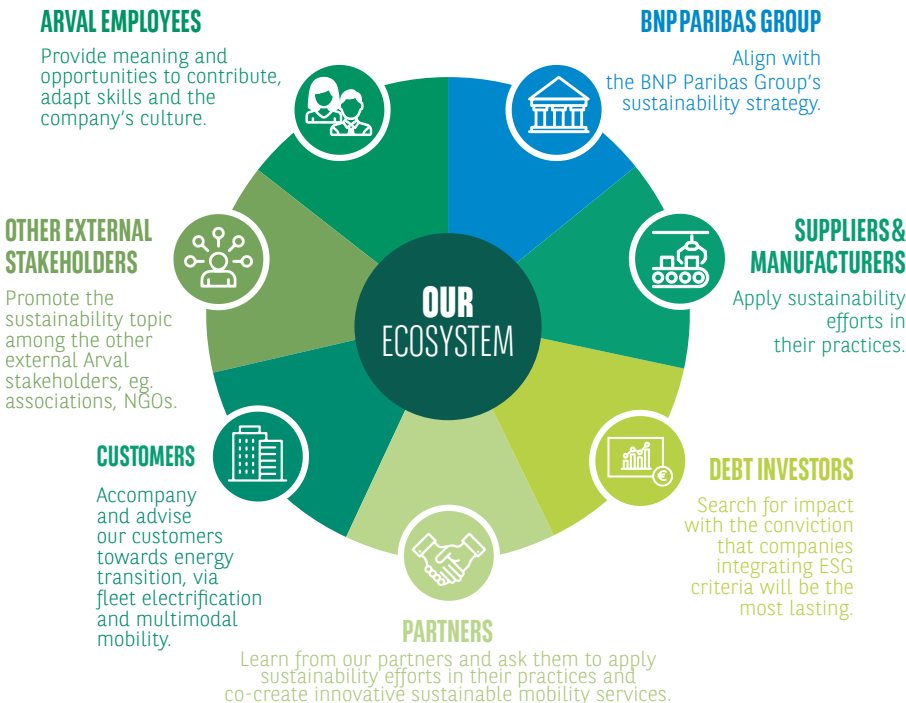 ARVAL EMPLOYEES
Provide meaning and
opportunities to contribute,
adapt skills and the
company's culture.
BNP PARIBAS GROUP
Align with
the BNP Paribas Group's
sustainability strategy.
OTHER EXTERNAL
STAKEHOLDERS
Promote the
sustainability topic
among the other
external Arval
stakeholders, eg.
associations, NGOs.
OUR
ECOSYSTEM
SUPPLIERS &
MANUFACTURERS
Apply sustainability
efforts in
their practices.
CUSTOMERS
Accompany
and advise
our customers
towards energy
transition, via
fleet electrification
and multimodal
mobility.
€
DEBT INVESTORS
Search for impact
with the conviction
that companies
integrating ESG
criteria will be the
most lasting.
PARTNERS
Learn from our partners and ask them to apply
sustainability efforts in their practices and
co-create innovative sustainable mobility services.